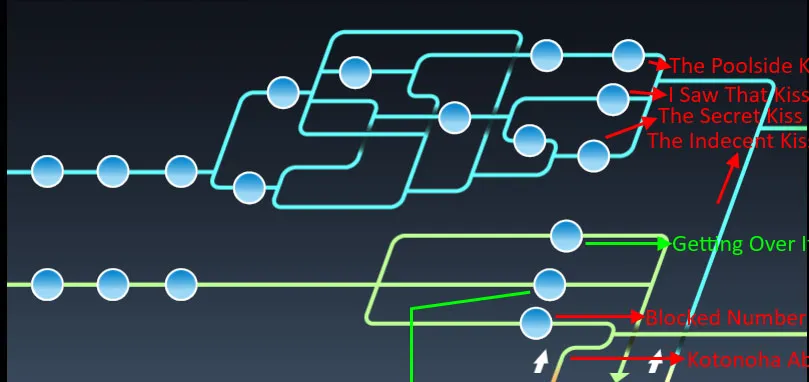 The Poolside K
I Saw That Kiss
The Secret Kiss
The Indecent Kis
Getting Over I
Blocked Number
Kotonoha Ab